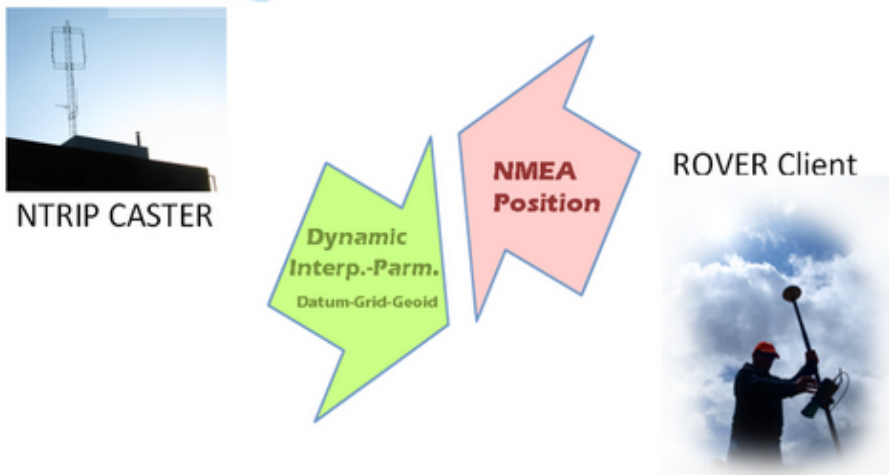 NTRIP CASTER
ROVER Client
NMEA
Position
Dynamic
Interp.-Parm.
Datum-Grid-Geoid